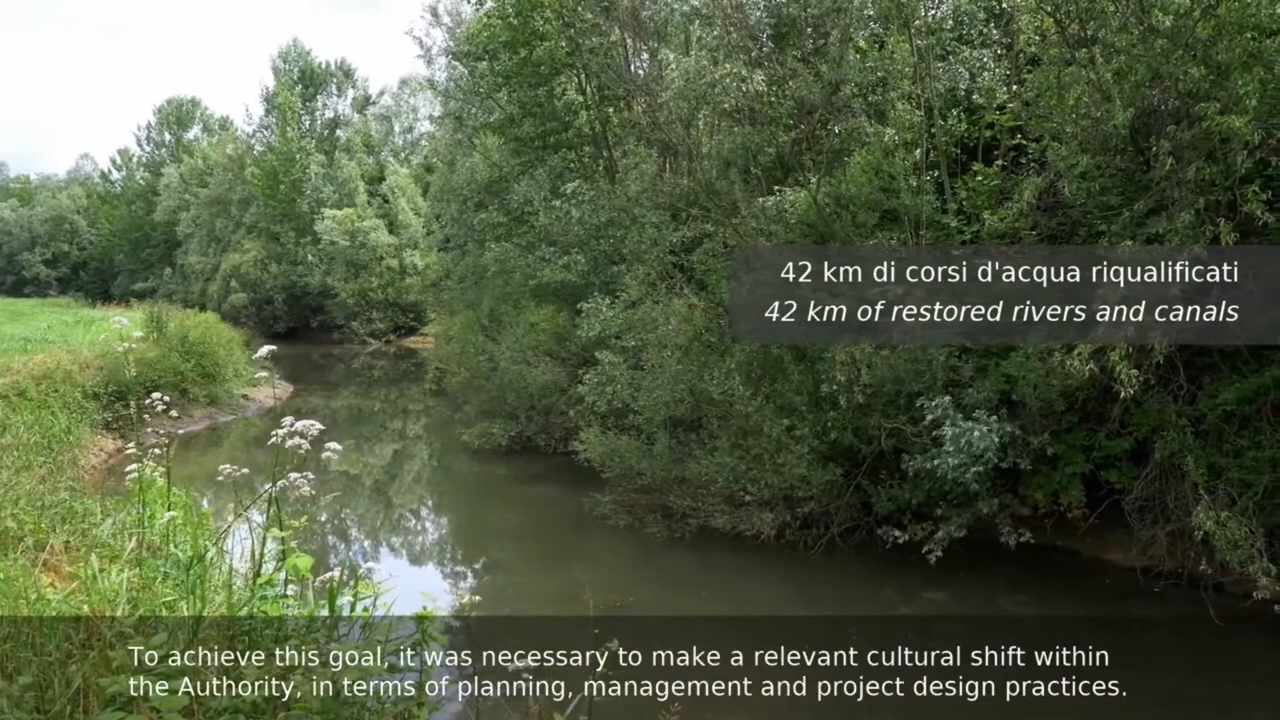 42 km di corsi d'acqua riqualificati
42 km of restored rivers and canals
To achieve this goal, it was necessary to make a relevant cultural shift within
the Authority, in terms of planning, management and project design practices.